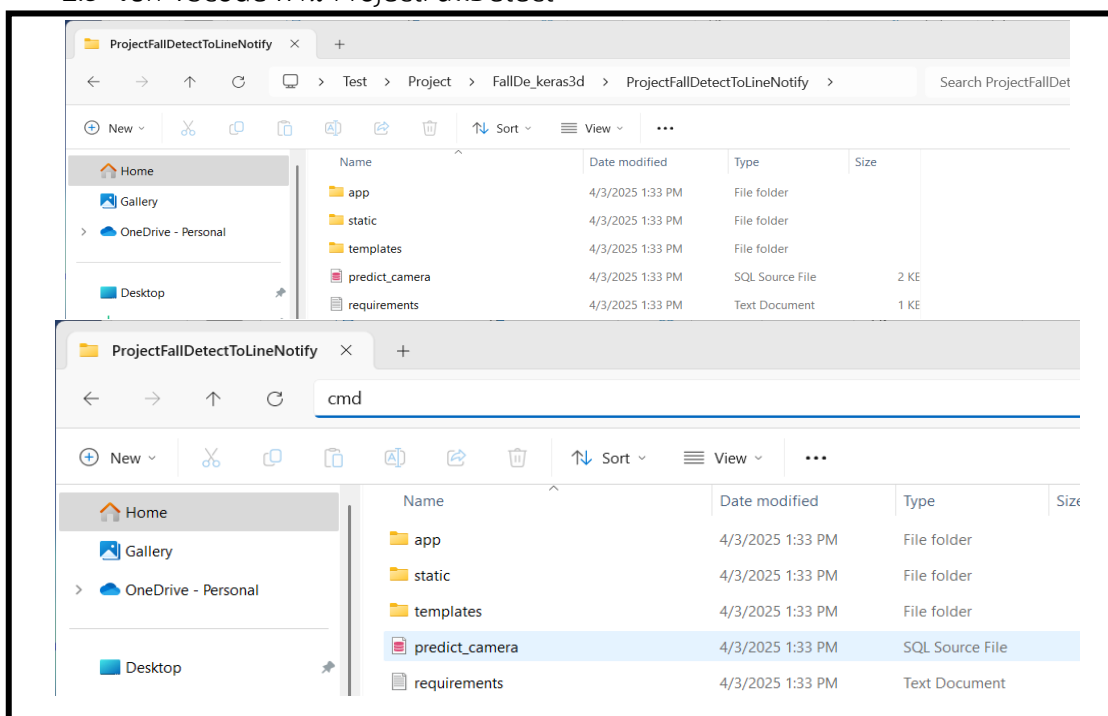 ProjectFallDetectToLineNotify
Test > Project > FallDe_keras3d > ProjectFallDetectToLineNotify > Search ProjectFallDet
New Sort View
Name Date modified Type Size
Home
app 4/3/2025 1:33 PM File folder
Gallery
static 4/3/2025 1:33 PM File folder
OneDrive - Personal
templates 4/3/2025 1:33 PM File folder
predict_camera 4/3/2025 1:33 PM SQL Source File 2 KE
Desktop
requirements 4/3/2025 1:33 PM Text Document 1 KE
ProjectFallDetectToLineNotify
cmd
New Sort View
Name Date modified Type Size
Home
app 4/3/2025 1:33 PM File folder
Gallery
static 4/3/2025 1:33 PM File folder
OneDrive - Personal
templates 4/3/2025 1:33 PM File folder
predict_camera 4/3/2025 1:33 PM SQL Source File
Desktop
requirements 4/3/2025 1:33 PM Text Document